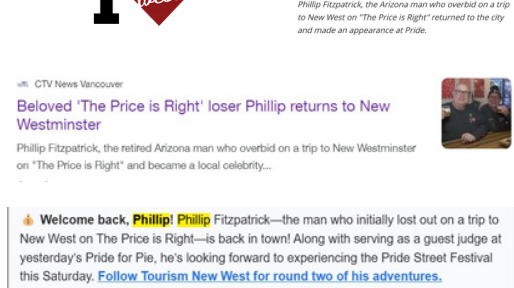 I
Phillip Fitzpatrick, the Arizona man who overbid on a trip
to New West on "The Price is Right" returned to the city
and made an appearance at Pride.
CTV News Vancouver
Beloved 'The Price is Right' loser Phillip returns to New
Westminster
Phillip Fitzpatrick, the retired Arizona man who overbid on a trip to New Westminster
on "The Price is Right" and became a local celebrity...
Welcome back, Phillip! Phillip Fitzpatrick—the man who initially lost out on a trip to
New West on The Price is Right—is back in town! Along with serving as a guest judge at
yesterday's Pride for Pie, he's looking forward to experiencing the Pride Street Festival
this Saturday. Follow Tourism New West for round two of his adventures.